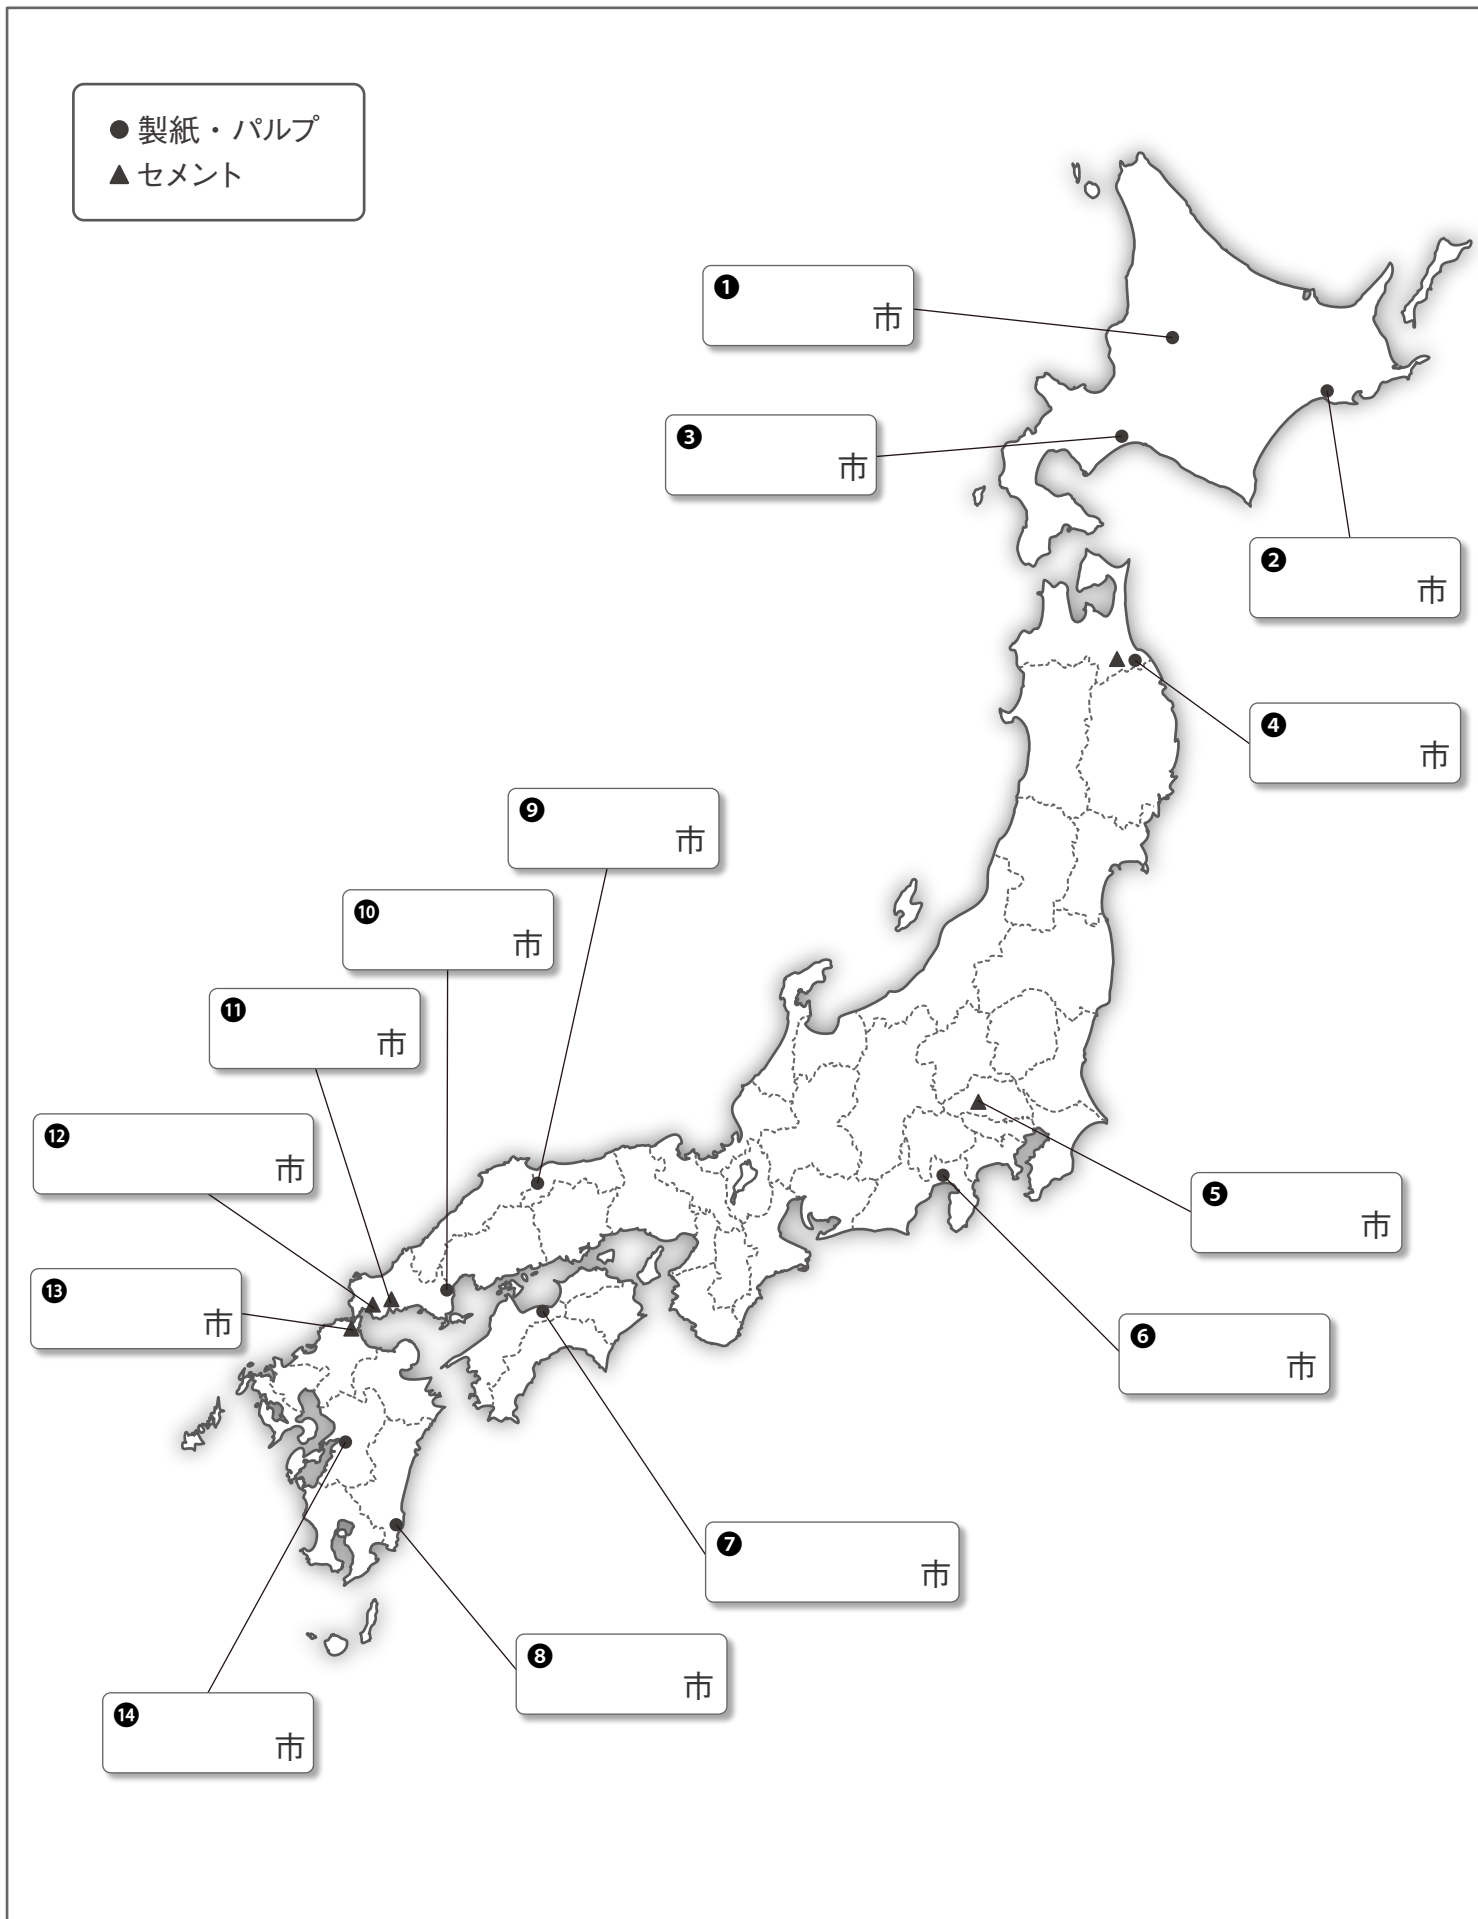 ● 製紙・パルプ
▲ セメント
❶ 市
❸ 市
❷ 市
❹ 市
❾ 市
❿ 市
⓫ 市
⓬ 市
❺ 市
⓭ 市
❻ 市
❼ 市
❽ 市
⓮ 市